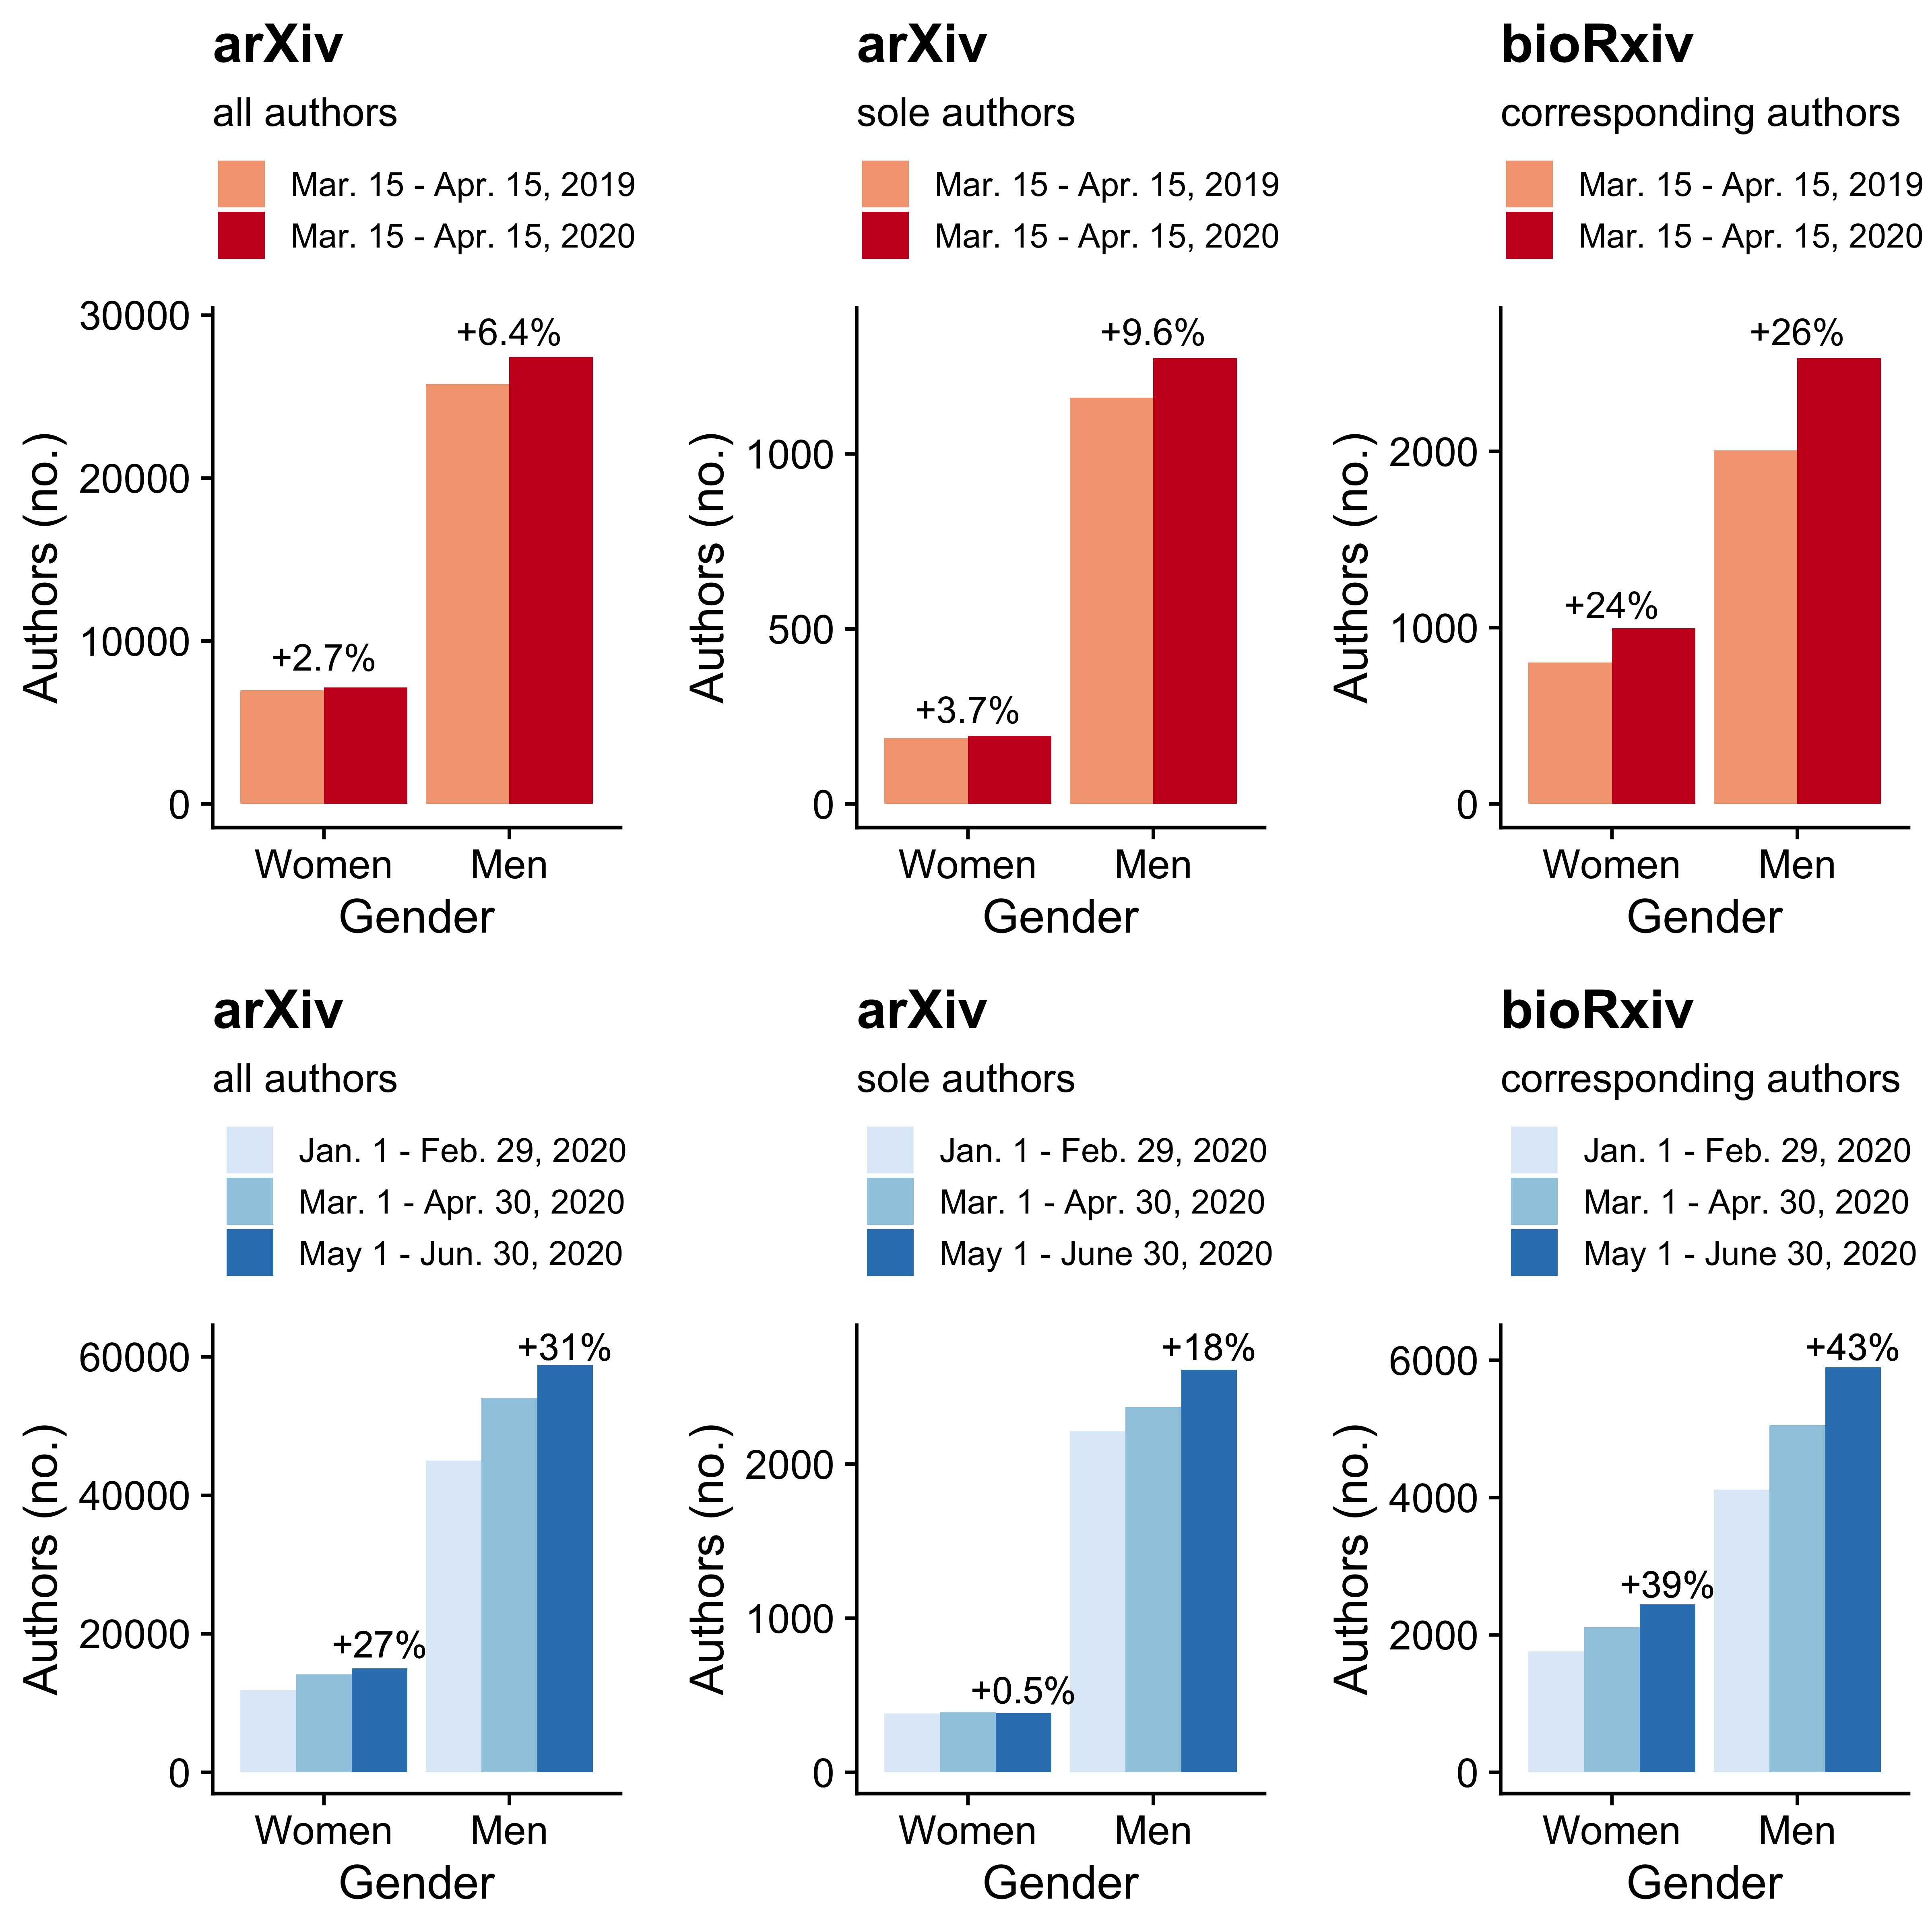 arXiv
all authors
Mar. 15 - Apr. 15, 2019
Mar. 15 - Apr. 15, 2020
30000
20000
10000
0
Authors (no.)
+2.7%
+6.4%
Women
Men
Gender
arXiv
sole authors
Mar. 15 - Apr. 15, 2019
Mar. 15 - Apr. 15, 2020
1000
500
0
Authors (no.)
+3.7%
+9.6%
Women
Men
Gender
bioRxiv
corresponding authors
Mar. 15 - Apr. 15, 2019
Mar. 15 - Apr. 15, 2020
2000
1000
0
Authors (no.)
+24%
+26%
Women
Men
Gender
arXiv
all authors
Jan. 1 - Feb. 29, 2020
Mar. 1 - Apr. 30, 2020
May 1 - Jun. 30, 2020
60000
40000
20000
0
Authors (no.)
+27%
+31%
Women
Men
Gender
arXiv
sole authors
Jan. 1 - Feb. 29, 2020
Mar. 1 - Apr. 30, 2020
May 1 - June 30, 2020
2000
1000
0
Authors (no.)
+0.5%
+18%
Women
Men
Gender
bioRxiv
corresponding authors
Jan. 1 - Feb. 29, 2020
Mar. 1 - Apr. 30, 2020
May 1 - June 30, 2020
6000
4000
2000
0
Authors (no.)
+39%
+43%
Women
Men
Gender